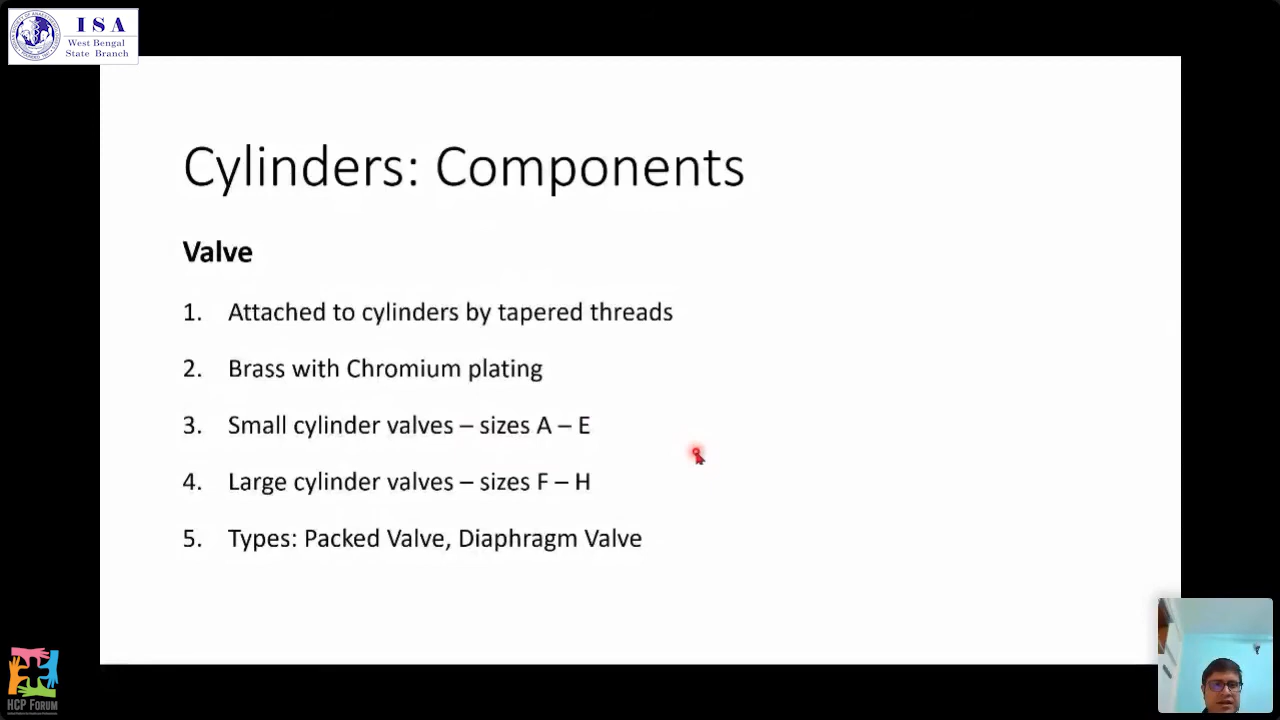 ISA
West Bengal
State Branch
Cylinders: Components
Valve
1. Attached to cylinders by tapered threads
2. Brass with Chromium plating
3. Small cylinder valves – sizes A – E
4. Large cylinder valves – sizes F – H
5. Types: Packed Valve, Diaphragm Valve
HCP Forum